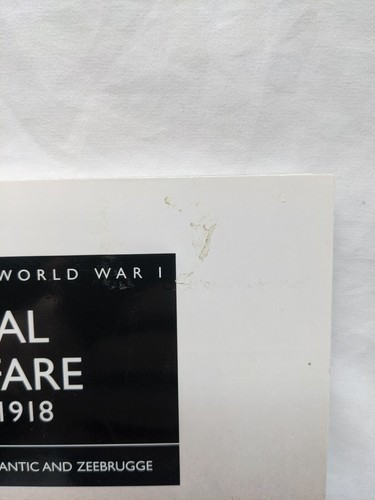 WORLD WAR I
AL
FARE
1918
ANTIC AND ZEEBRUGGE